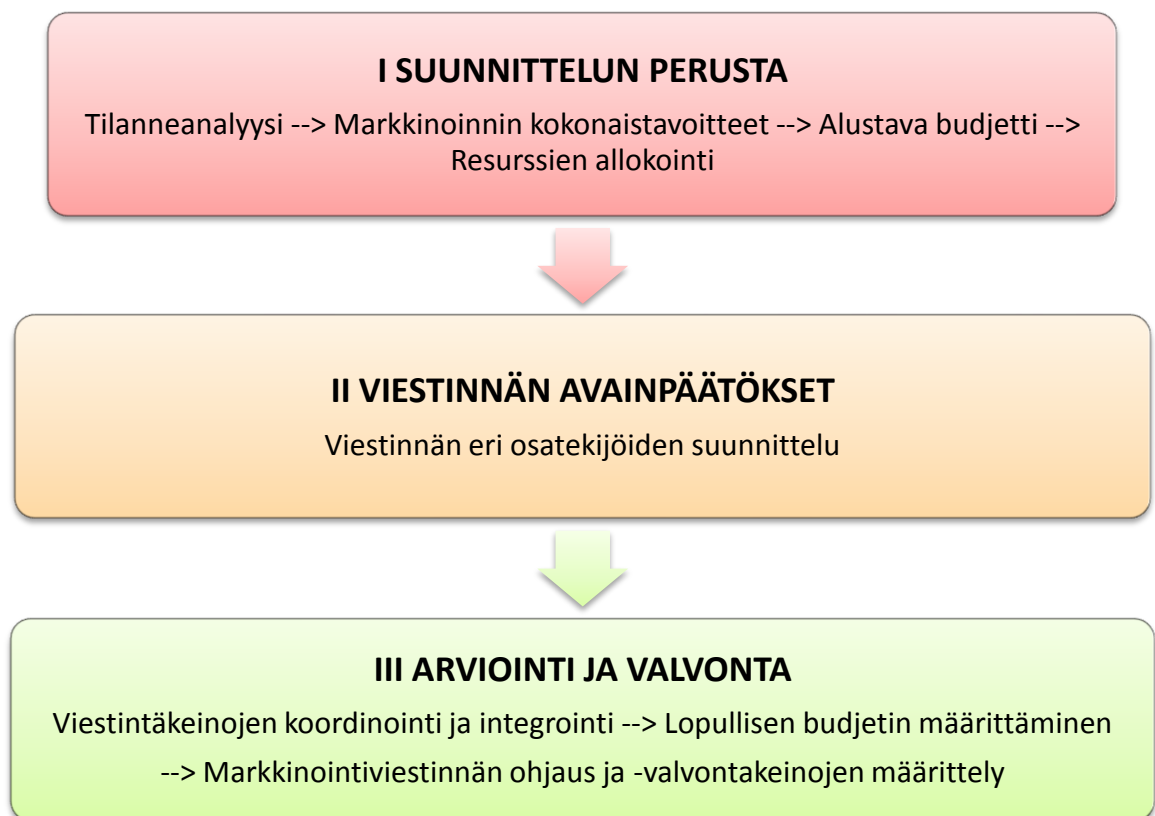 I SUUNNITTELUN PERUSTA
Tilanneanalyysi --> Markkinoinnin kokonaistavoitteet --> Alustava budjetti -->
Resurssien allokointi
II VIESTINNÄN AVAINPÄÄTÖKSET
Viestinnän eri osatekijöiden suunnittelu
III ARVIOINTI JA VALVONTA
Viestintäkeinojen koordinointi ja integrointi --> Lopullisen budjetin määrittäminen
--> Markkinointiviestinnän ohjaus ja -valvontakeinojen määrittely